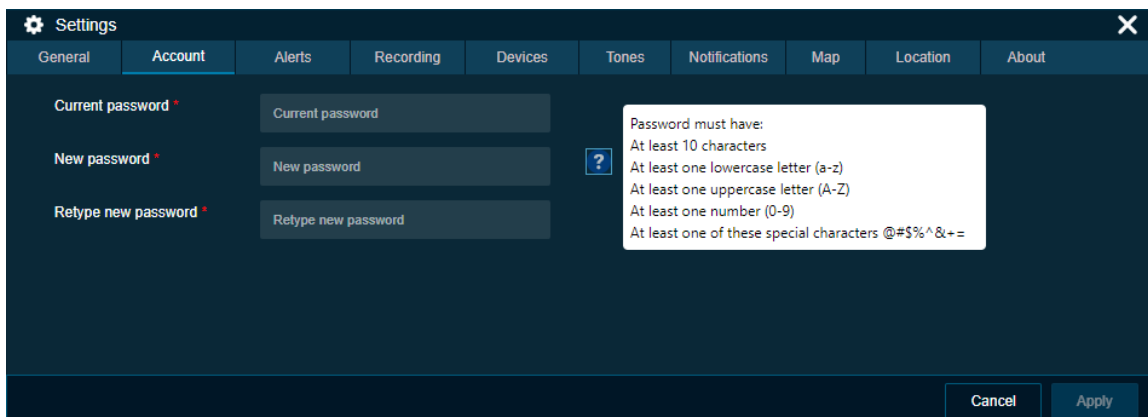 Settings
General Account Alerts Recording Devices Tones Notifications Map Location About
Current password * Current password
New password * New password ?
Retype new password * Retype new password
Password must have:
At least 10 characters
At least one lowercase letter (a-z)
At least one uppercase letter (A-Z)
At least one number (0-9)
At least one of these special characters @#$%^&+=
Cancel Apply